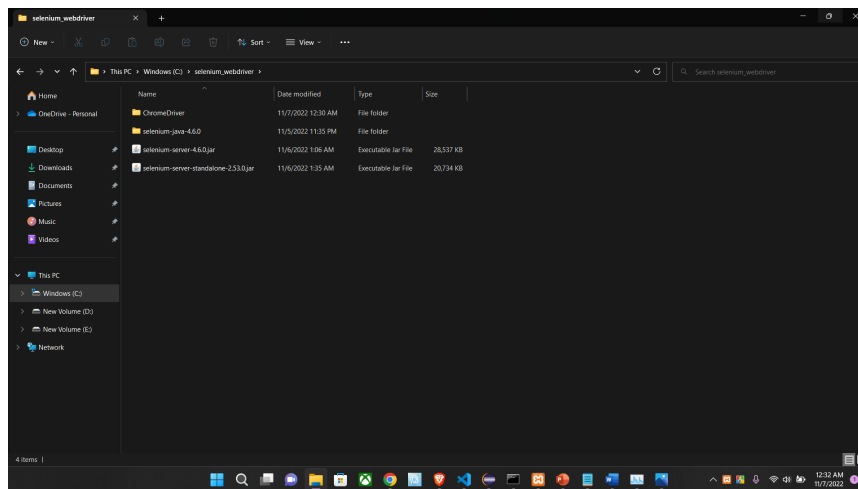 selenium_webdriver
New
Sort
View
This PC > Windows (C:) > selenium_webdriver >
Search selenium_webdriver
Home
OneDrive - Personal
Desktop
Downloads
Documents
Pictures
Music
Videos
This PC
Windows (C:)
New Volume (D:)
New Volume (E:)
Network
Name Date modified Type Size
ChromeDriver 11/7/2022 12:30 AM File folder
selenium-java-4.6.0 11/5/2022 11:35 PM File folder
selenium-server-4.6.0.jar 11/6/2022 1:06 AM Executable Jar File 28,537 KB
selenium-server-standalone-2.53.0.jar 11/6/2022 1:35 AM Executable Jar File 20,734 KB
4 items
12:32 AM
11/7/2022